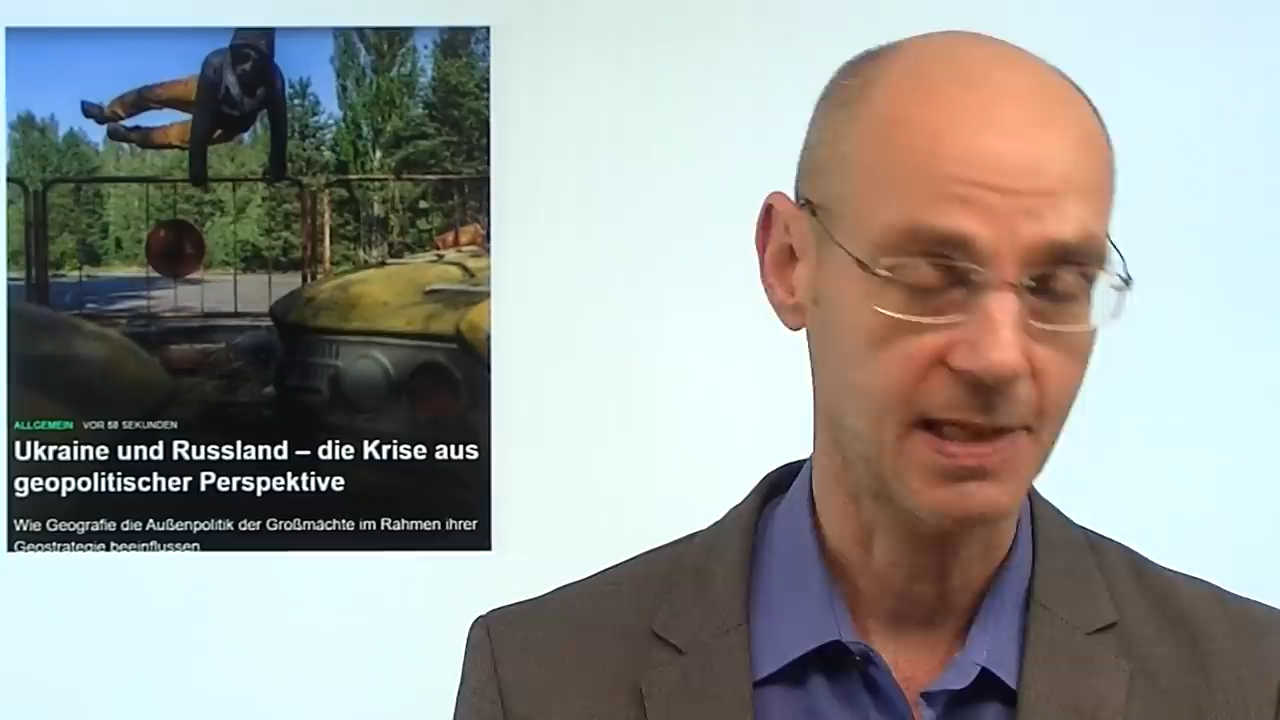 ALLGEMEIN VOR 58 SEKUNDEN
Ukraine und Russland – die Krise aus
geopolitischer Perspektive
Wie Geografie die Außenpolitik der Großmächte im Rahmen ihrer
Geostrategie beeinflussen